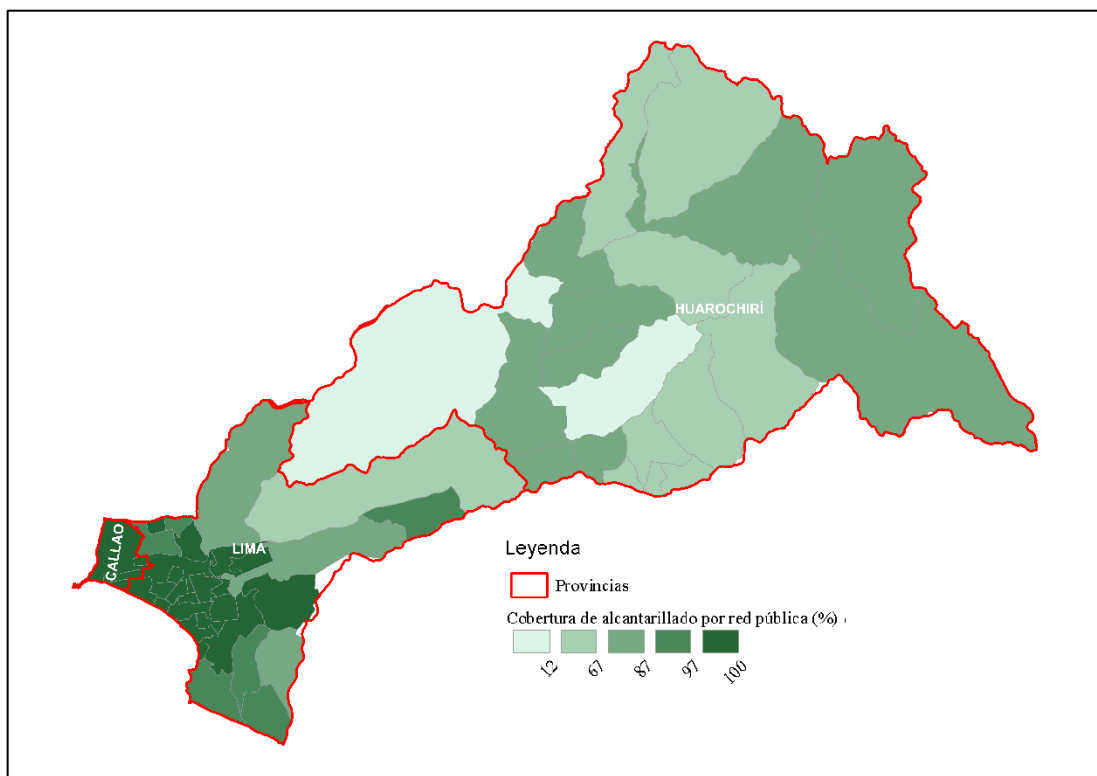 HUAROCHIRÍ
CALLAO
LIMA
Leyenda
Provincias
Cobertura de alcantarillado por red pública (%)
12
67
87
97
100